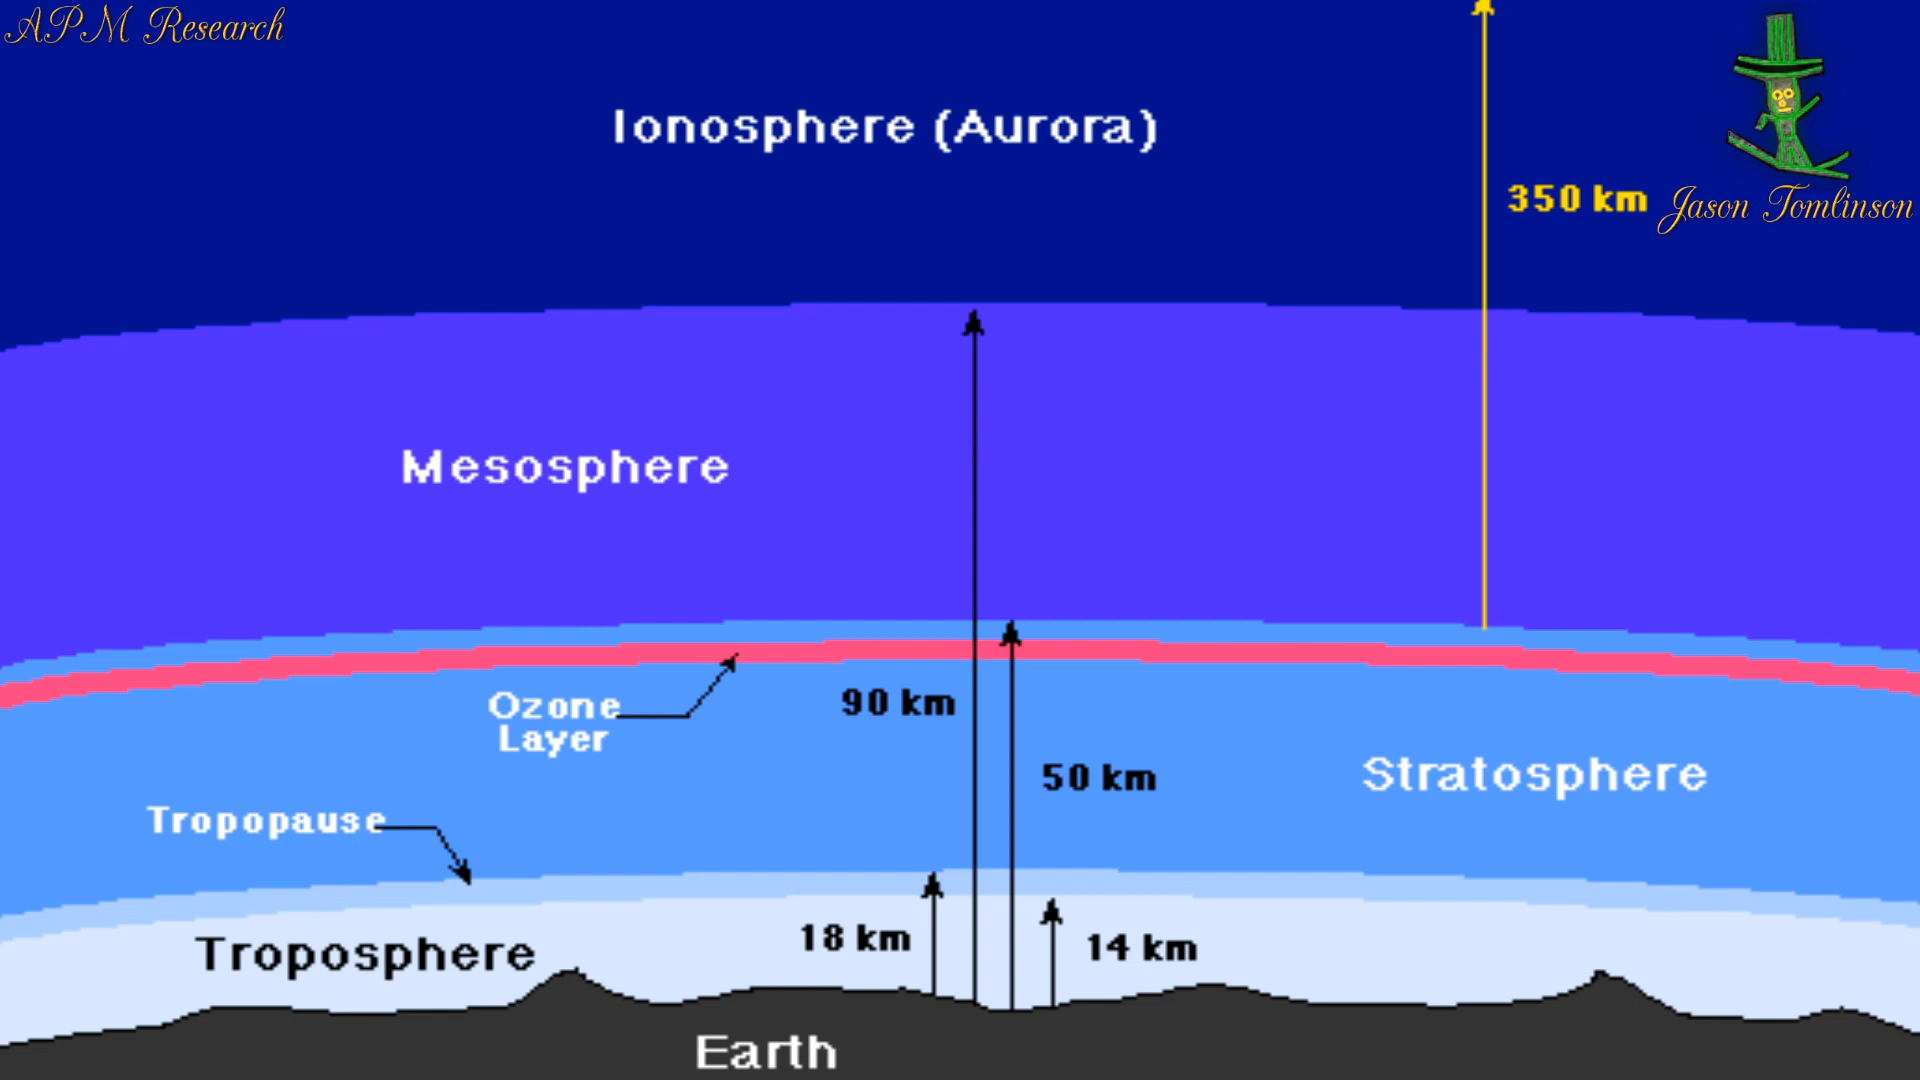 APM Research
Ionosphere (Aurora)
350 km
Jason Tomlinson
Mesosphere
Ozone
Layer
90 km
50 km
Stratosphere
Tropopause
Troposphere
18 km
14 km
Earth